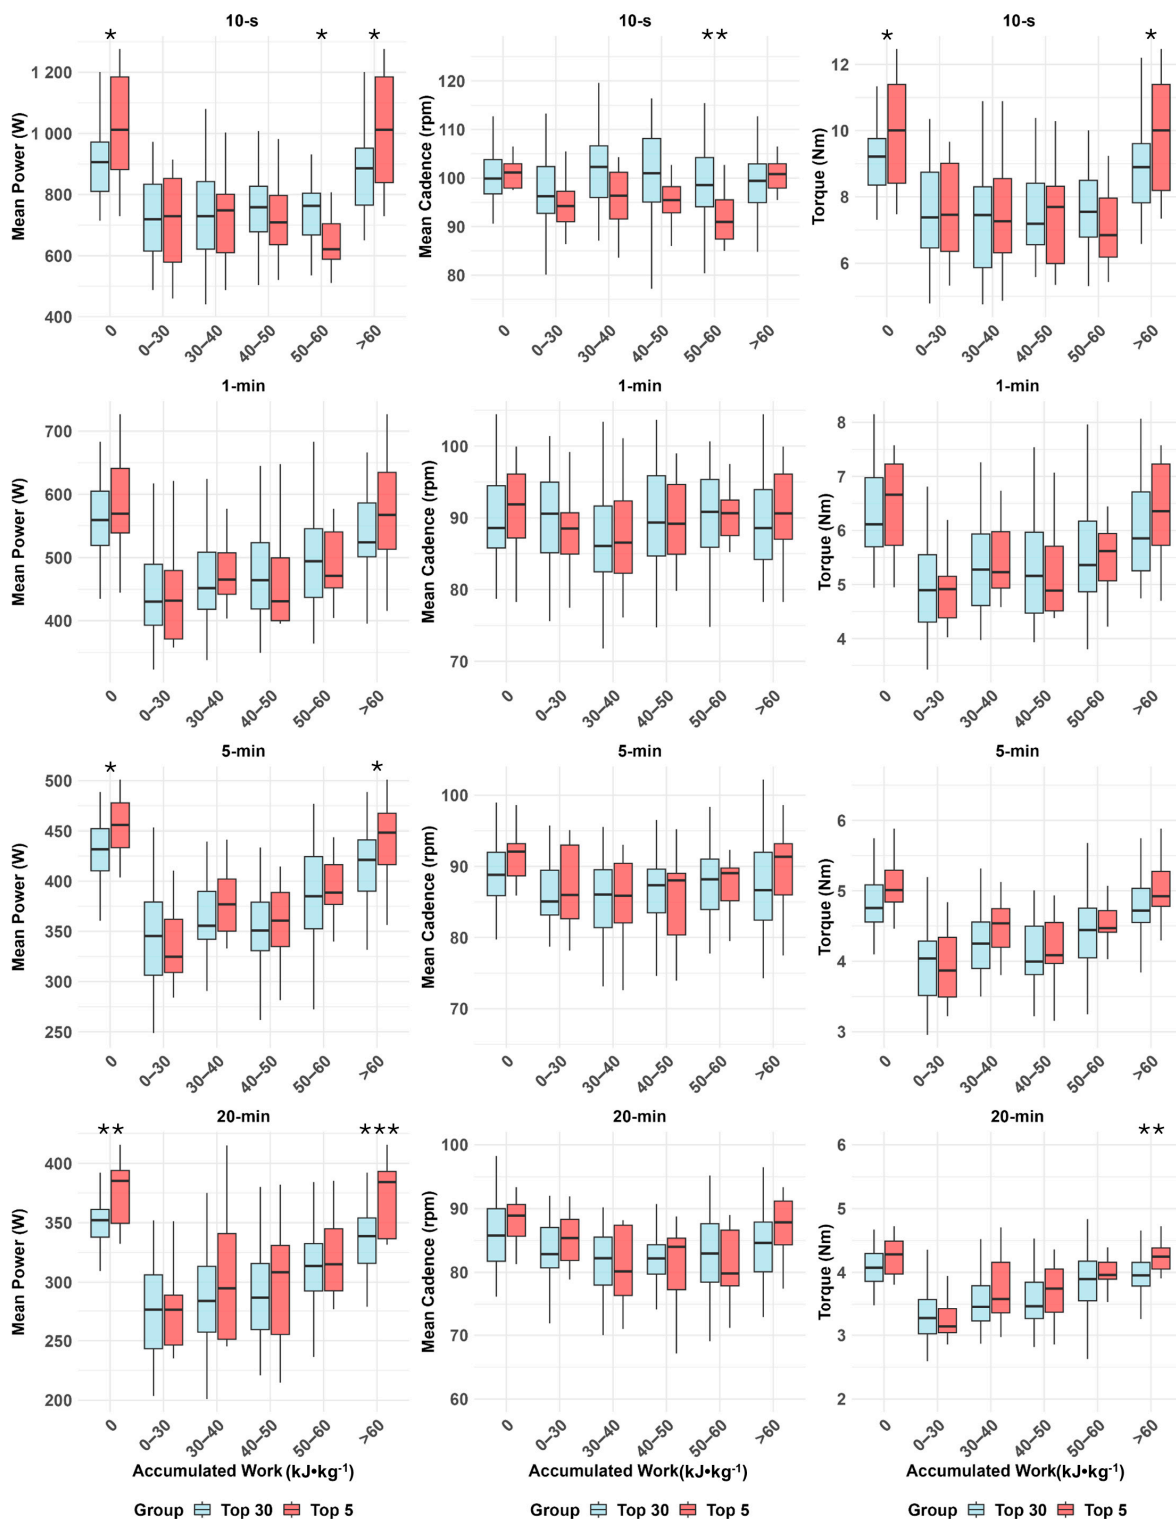 10-s 10-s 10-s
* * * ** * *
Mean Power (W)
1 200
1 000
800
600
400
0 0–30 30–40 40–50 50–60 >60
Mean Cadence (rpm)
120
110
100
90
80
0 0–30 30–40 40–50 50–60 >60
Torque (Nm)
12
10
8
6
0 0–30 30–40 40–50 50–60 >60
1-min 1-min 1-min
Mean Power (W)
700
600
500
400
0 0–30 30–40 40–50 50–60 >60
Mean Cadence (rpm)
100
90
80
70
0 0–30 30–40 40–50 50–60 >60
Torque (Nm)
8
7
6
5
4
0 0–30 30–40 40–50 50–60 >60
5-min 5-min 5-min
* *
Mean Power (W)
500
450
400
350
300
250
0 0–30 30–40 40–50 50–60 >60
Mean Cadence (rpm)
100
90
80
70
0 0–30 30–40 40–50 50–60 >60
Torque (Nm)
6
5
4
3
0 0–30 30–40 40–50 50–60 >60
20-min 20-min 20-min
** *** **
Mean Power (W)
400
350
300
250
200
0 0–30 30–40 40–50 50–60 >60
Accumulated Work (kJ•kg⁻¹)
Group Top 30 Top 5
Mean Cadence (rpm)
100
90
80
70
60
0 0–30 30–40 40–50 50–60 >60
Accumulated Work(kJ•kg⁻¹)
Group Top 30 Top 5
Torque (Nm)
6
5
4
3
2
0 0–30 30–40 40–50 50–60 >60
Accumulated Work (kJ•kg⁻¹)
Group Top 30 Top 5